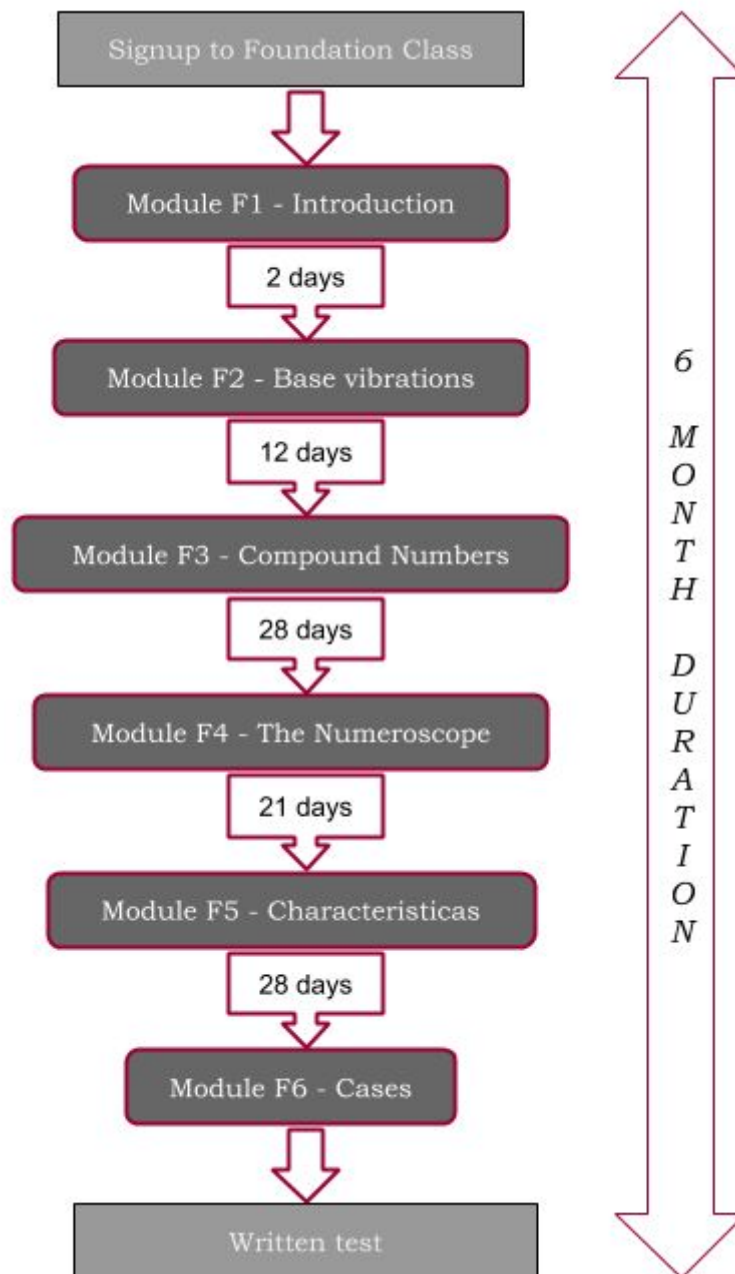 Signup to Foundation Class
Module F1 - Introduction
2 days
Module F2 - Base vibrations
12 days
Module F3 - Compound Numbers
28 days
Module F4 - The Numeroscope
21 days
Module F5 - Characteristicas
28 days
Module F6 - Cases
Written test
6 MONTH DURATION